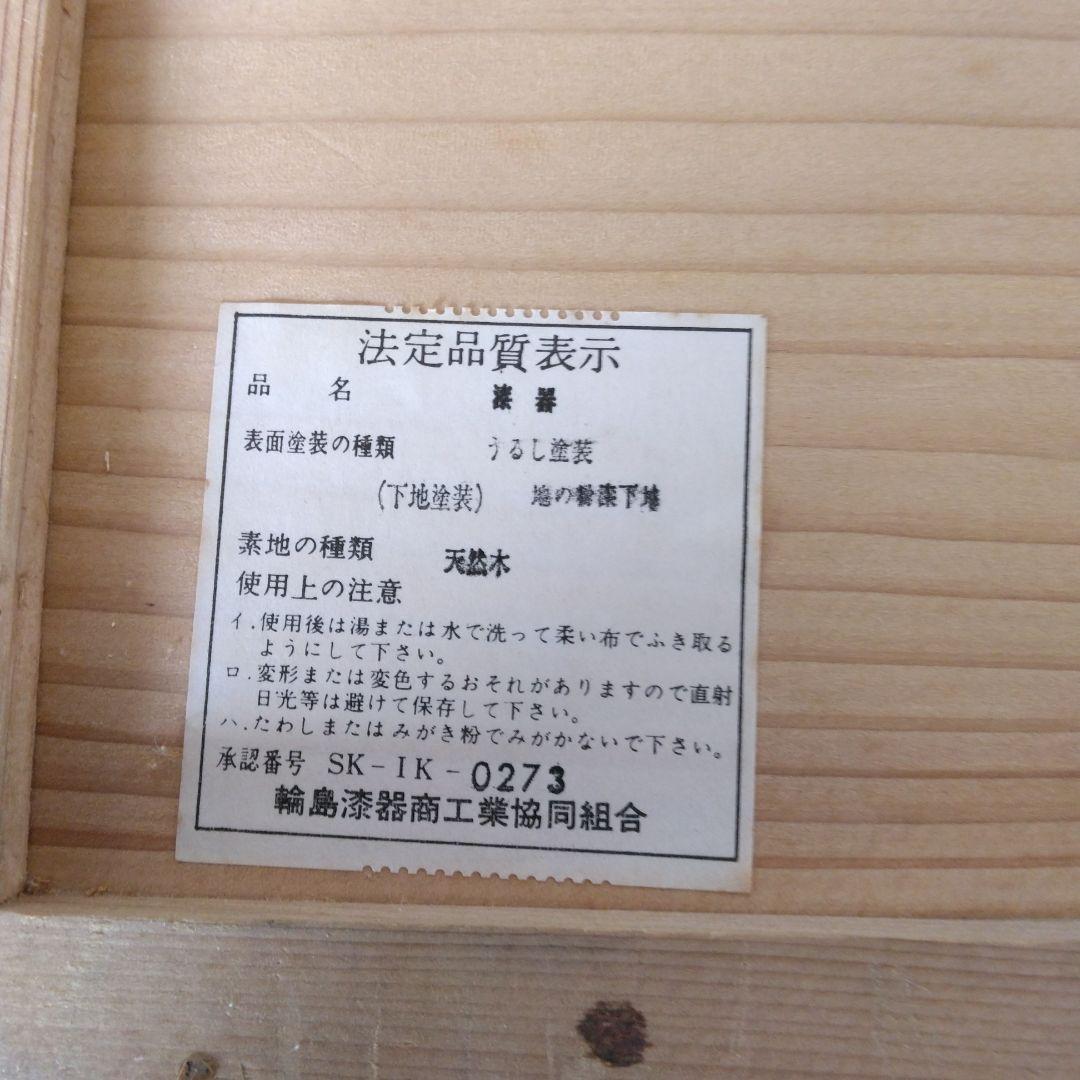 法定品質表示
品名 漆器
表面塗装の種類 うるし塗装
(下地塗装) 地の粉漆下地
素地の種類 天然木
使用上の注意
イ.使用後は湯または水で洗って柔い布でふき取る
ようにして下さい。
ロ.変形または変色するおそれがありますので直射
日光等は避けて保存して下さい。
ハ.たわしまたはみがき粉でみがかないで下さい。
承認番号 SK-IK-0273
輪島漆器商工業協同組合